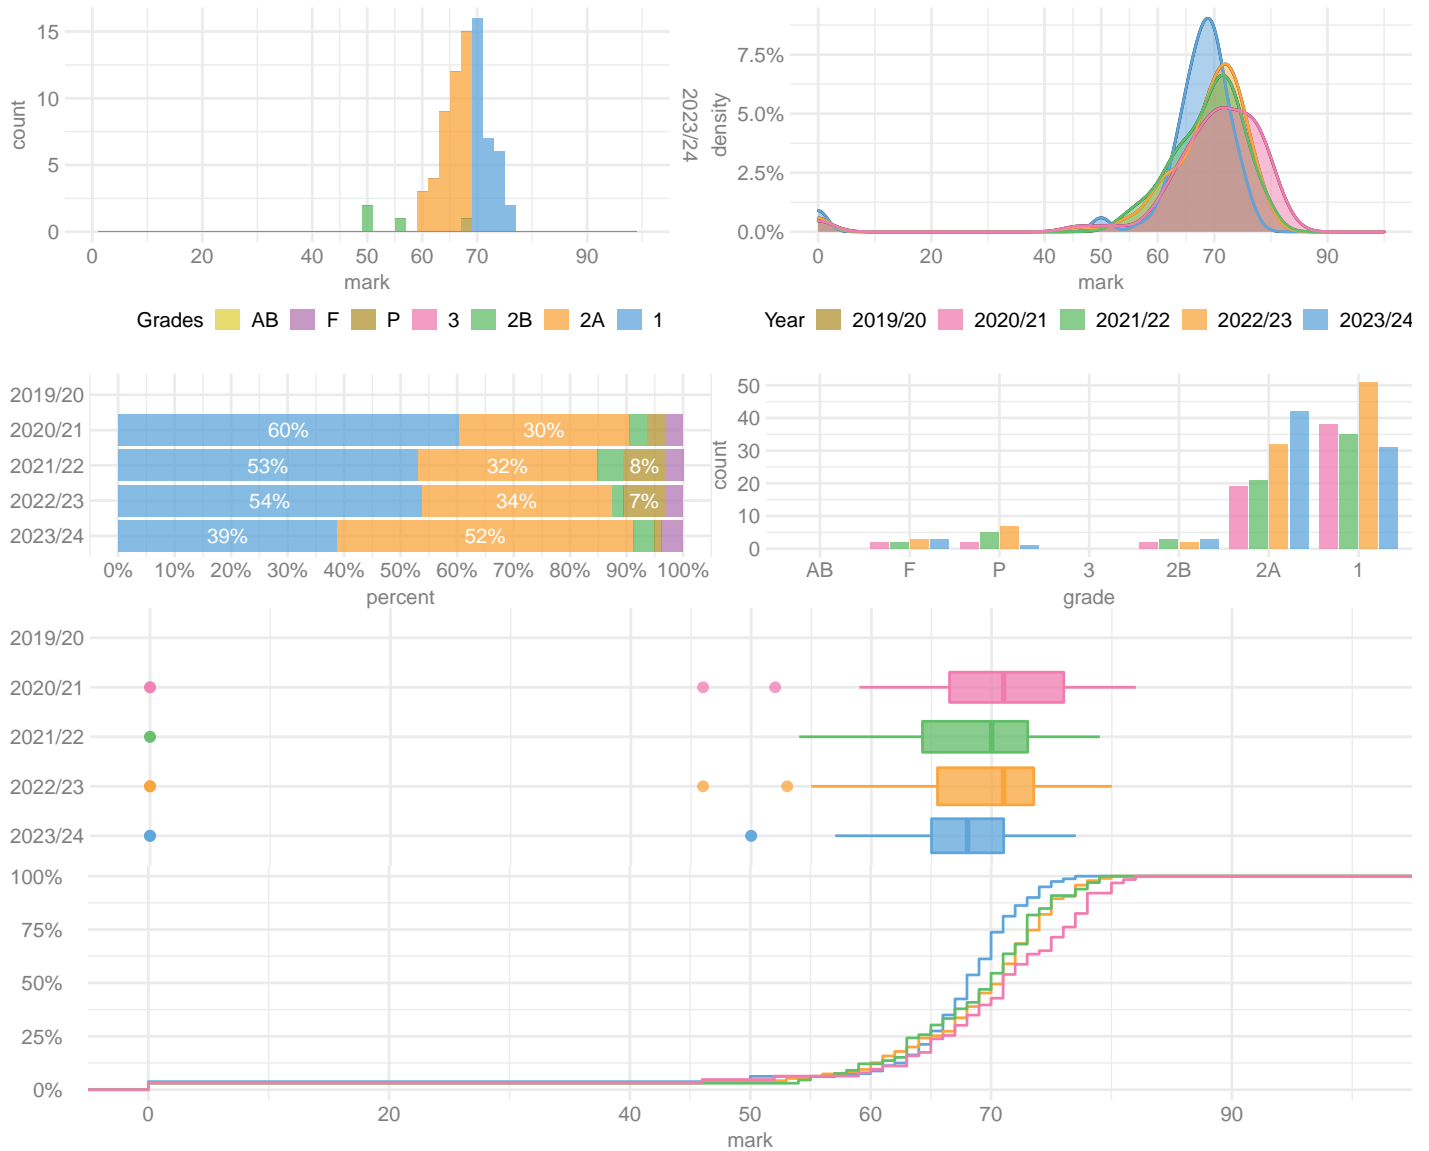 15
10
5
0
count
0 20 40 50 60 70 90
mark
2023/24
7.5%
5.0%
2.5%
0.0%
density
0 20 40 50 60 70 90
mark
Grades AB F P 3 2B 2A 1
Year 2019/20 2020/21 2021/22 2022/23 2023/24
2019/20
2020/21 60% 30%
2021/22 53% 32% 8%
2022/23 54% 34% 7%
2023/24 39% 52%
0% 10% 20% 30% 40% 50% 60% 70% 80% 90% 100%
percent
50
40
30
20
10
0
count
AB F P 3 2B 2A 1
grade
2019/20
2020/21
2021/22
2022/23
2023/24
100%
75%
50%
25%
0%
0 20 40 50 60 70 90
mark